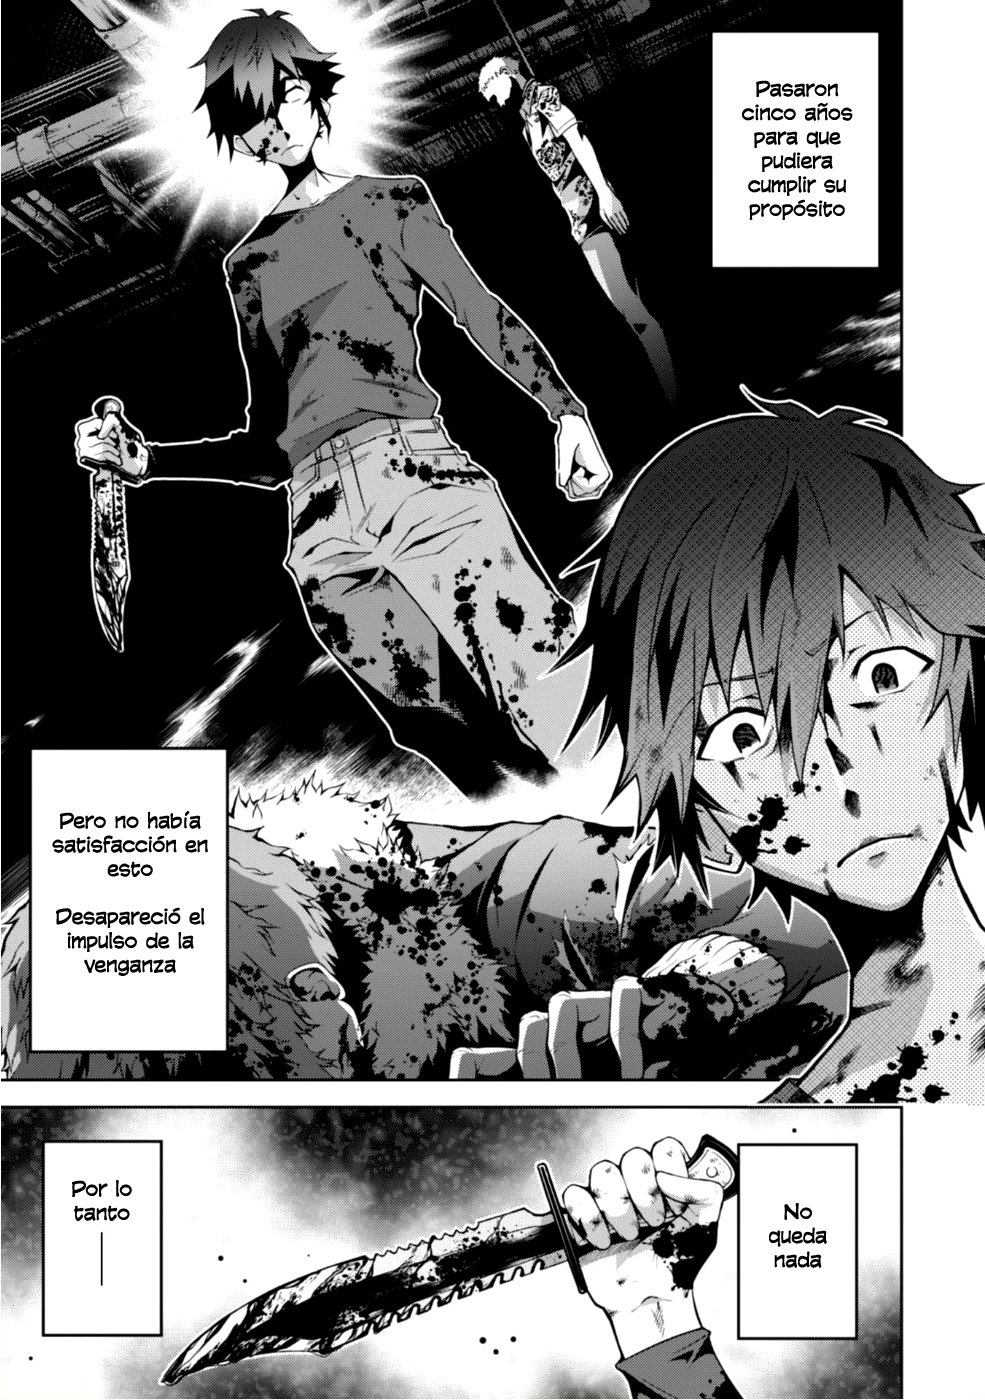 Pasaron
cinco años
para que
pudiera
cumplir su
propósito
Pero no había
satisfacción en
esto
Desapareció el
impulso de la
venganza
No
queda
nada
Por lo
tanto